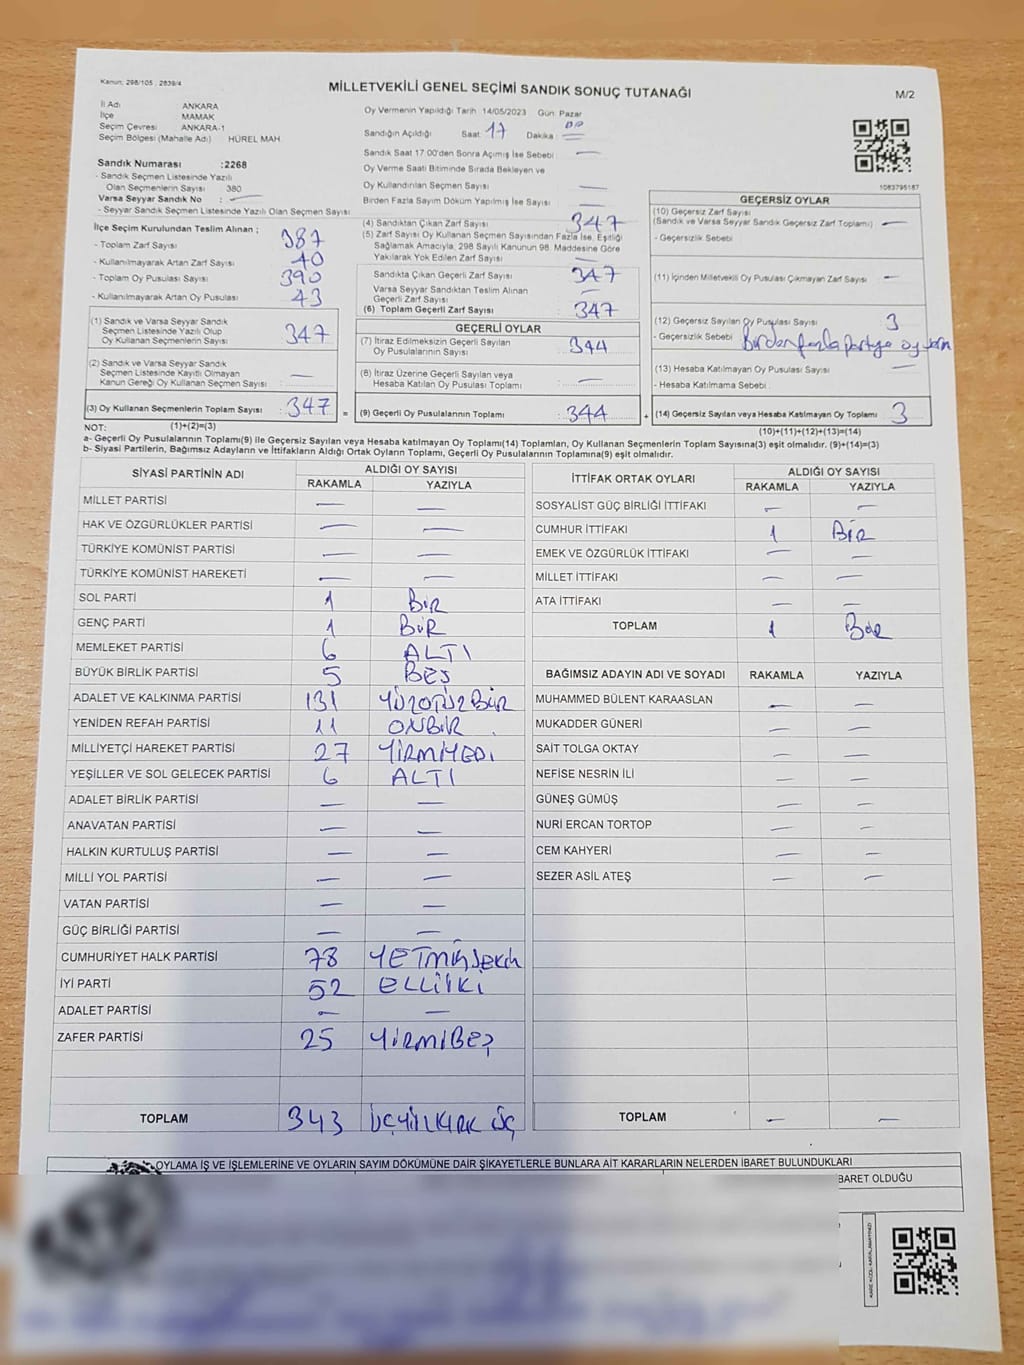 Kanun; 298/105 , 2839/4
MİLLETVEKİLİ GENEL SEÇİMİ SANDIK SONUÇ TUTANAĞI
M/2
İl Adı ANKARA
İlçe MAMAK
Seçim Çevresi ANKARA-1
Seçim Bölgesi (Mahalle Adı) HÜREL MAH
Sandık Numarası :2268
- Sandık Seçmen Listesinde Yazılı
Olan Seçmenlerin Sayısı 380
Varsa Seyyar Sandık No : —
- Seyyar Sandık Seçmen Listesinde Yazılı Olan Seçmen Sayısı
İlçe Seçim Kurulundan Teslim Alınan ;
- Toplam Zarf Sayısı 387
- Kullanılmayarak Artan Zarf Sayısı 40
- Toplam Oy Pusulası Sayısı 390
- Kullanılmayarak Artan Oy Pusulası 43
(1) Sandık ve Varsa Seyyar Sandık
Seçmen Listesinde Yazılı Olup
Oy Kullanan Seçmenlerin Sayısı 347
(2) Sandık ve Varsa Seyyar Sandık
Seçmen Listesinde Kayıtlı Olmayan
Kanun Gereği Oy Kullanan Seçmen Sayısı : —
(3) Oy Kullanan Seçmenlerin Toplam Sayısı : 347 =
Oy Vermenin Yapıldığı Tarih 14/05/2023 Gün: Pazar
Sandığın Açıldığı Saat 17 Dakika :
Sandık Saat 17:00'den Sonra Açımış İse Sebebi : —
Oy Verme Saati Bitiminde Sırada Bekleyen ve
Oy Kullandırılan Seçmen Sayısı —
Birden Fazla Sayım Döküm Yapılmış İse Sayısı —
(4) Sandıktan Çıkan Zarf Sayısı 347
(5) Zarf Sayısı Oy Kullanan Seçmen Sayısından Fazla İse, Eşitliği
Sağlamak Amacıyla, 298 Sayılı Kanunun 98. Maddesine Göre
Yakılarak Yok Edilen Zarf Sayısı —
Sandıkta Çıkan Geçerli Zarf Sayısı 347
Varsa Seyyar Sandıktan Teslim Alınan
Geçerli Zarf Sayısı —
(6) Toplam Geçerli Zarf Sayısı 347
GEÇERLİ OYLAR
(7) İtiraz Edilmeksizin Geçerli Sayılan
Oy Pusulalarının Sayısı 344
(8) İtiraz Üzerine Geçerli Sayılan veya
Hesaba Katılan Oy Pusulası Toplamı —
(9) Geçerli Oy Pusulalarının Toplamı : 344 +
1083795187
GEÇERSİZ OYLAR
(10) Geçersiz Zarf Sayısı
(Sandık ve Varsa Seyyar Sandık Geçersiz Zarf Toplamı) —
- Geçersizlik Sebebi :
(11) İçinden Milletvekili Oy Pusulası Çıkmayan Zarf Sayısı —
(12) Geçersiz Sayılan Oy Pusulası Sayısı 3
- Geçersizlik Sebebi : Birden fazla partiye oy
(13) Hesaba Katılmayan Oy Pusulası Sayısı —
- Hesaba Katılmama Sebebi :
(14) Geçersiz Sayılan veya Hesaba Katılmayan Oy Toplamı 3
NOT: (1)+(2)=(3) (10)+(11)+(12)+(13)=(14)
a- Geçerli Oy Pusulalarının Toplamı(9) ile Geçersiz Sayılan veya Hesaba katılmayan Oy Toplamı(14) Toplamları, Oy Kullanan Seçmenlerin Toplam Sayısına(3) eşit olmalıdır. (9)+(14)=(3)
b- Siyasi Partilerin, Bağımsız Adayların ve İttifakların Aldığı Ortak Oyların Toplamı, Geçerli Oy Pusulalarının Toplamına(9) eşit olmalıdır.
SİYASİ PARTİNİN ADI ALDIĞI OY SAYISI
RAKAMLA YAZIYLA
MİLLET PARTİSİ — —
HAK VE ÖZGÜRLÜKLER PARTİSİ — —
TÜRKİYE KOMÜNİST PARTİSİ — —
TÜRKİYE KOMÜNİST HAREKETİ — —
SOL PARTİ 1 BİR
GENÇ PARTİ 1 BİR
MEMLEKET PARTİSİ 6 ALTI
BÜYÜK BİRLİK PARTİSİ 5 BEŞ
ADALET VE KALKINMA PARTİSİ 131 YÜZOTUZBİR
YENİDEN REFAH PARTİSİ 11 ONBİR
MİLLİYETÇİ HAREKET PARTİSİ 27 YİRMİYEDİ
YEŞİLLER VE SOL GELECEK PARTİSİ 6 ALTI
ADALET BİRLİK PARTİSİ — —
ANAVATAN PARTİSİ — —
HALKIN KURTULUŞ PARTİSİ — —
MİLLİ YOL PARTİSİ — —
VATAN PARTİSİ — —
GÜÇ BİRLİĞİ PARTİSİ — —
CUMHURİYET HALK PARTİSİ 78 YETMİŞSEKİZ
İYİ PARTİ 52 ELLİİKİ
ADALET PARTİSİ — —
ZAFER PARTİSİ 25 YİRMİBEŞ
TOPLAM 343 ÜÇYÜZKIRK ÜÇ
İTTİFAK ORTAK OYLARI ALDIĞI OY SAYISI
RAKAMLA YAZIYLA
SOSYALİST GÜÇ BİRLİĞİ İTTİFAKI — —
CUMHUR İTTİFAKI 1 BİR
EMEK VE ÖZGÜRLÜK İTTİFAKI — —
MİLLET İTTİFAKI — —
ATA İTTİFAKI — —
TOPLAM 1 BİR
BAĞIMSIZ ADAYIN ADI VE SOYADI RAKAMLA YAZIYLA
MUHAMMED BÜLENT KARAASLAN — —
MUKADDER GÜNERİ — —
SAİT TOLGA OKTAY — —
NEFİSE NESRİN İLİ — —
GÜNEŞ GÜMÜŞ — —
NURİ ERCAN TORTOP — —
CEM KAHYERİ — —
SEZER ASİL ATEŞ — —
TOPLAM — —
OYLAMA İŞ VE İŞLEMLERİNE VE OYLARIN SAYIM DÖKÜMÜNE DAİR ŞİKAYETLERLE BUNLARA AİT KARARLARIN NELERDEN İBARET BULUNDUKLARI
BARET OLDUĞU
KARE KODU KARALAMAYINIZ!